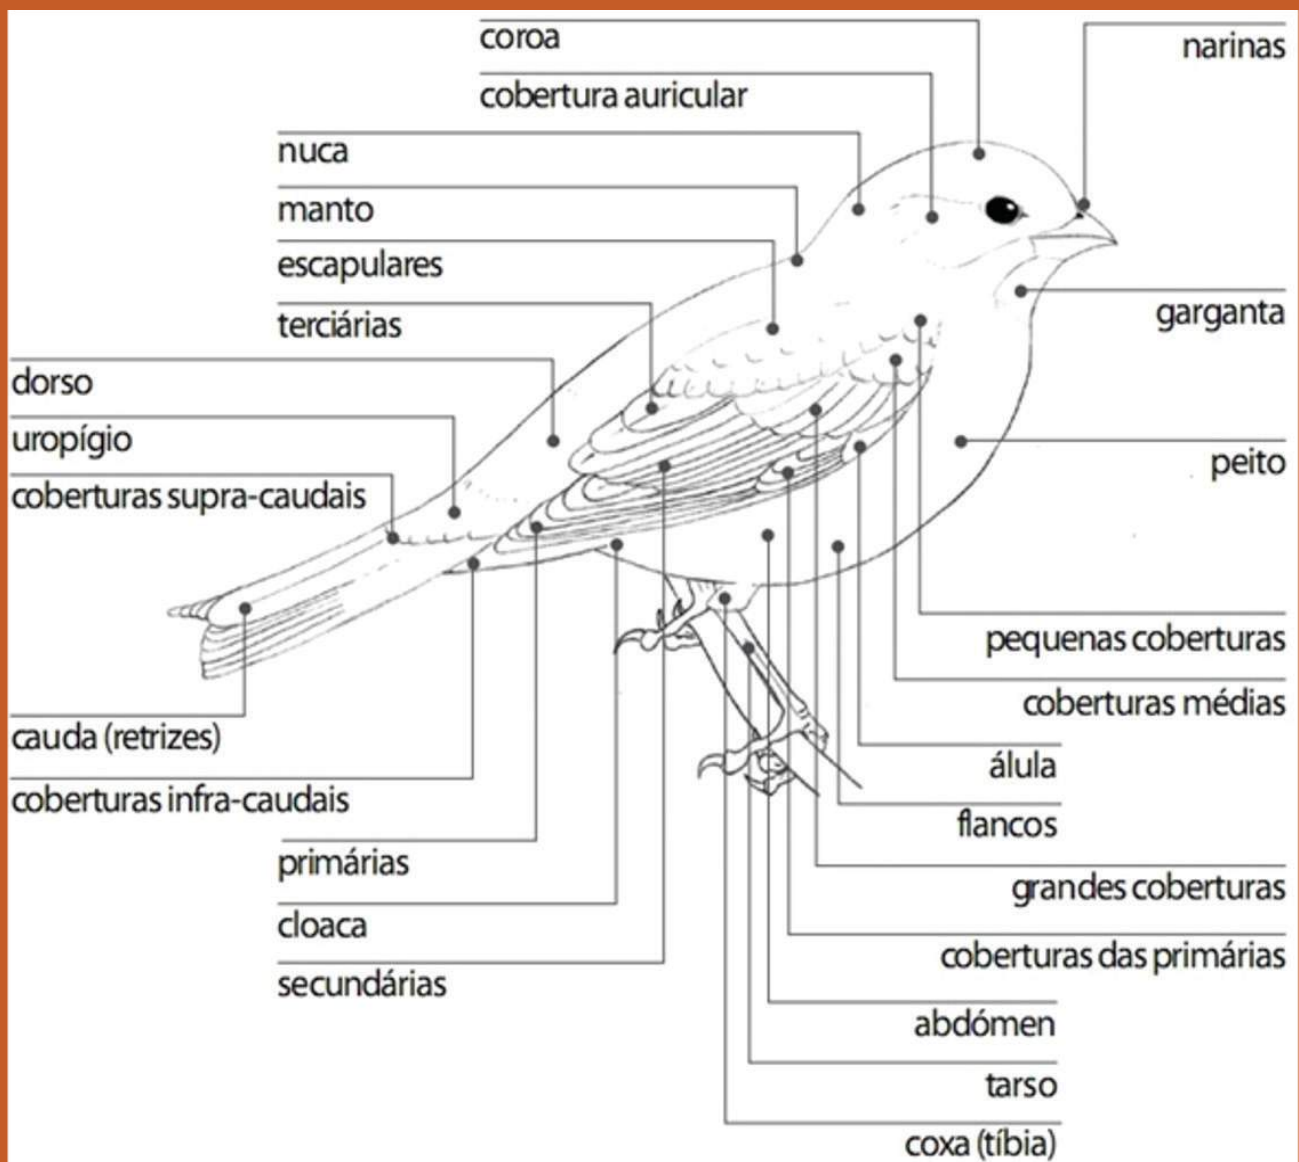 coroa
narinas
cobertura auricular
nuca
manto
escapulares
garganta
terciárias
dorso
uropígio
peito
coberturas supra-caudais
pequenas coberturas
coberturas médias
cauda (retrizes)
álula
coberturas infra-caudais
flancos
primárias
grandes coberturas
cloaca
coberturas das primárias
secundárias
abdómen
tarso
coxa (tíbia)